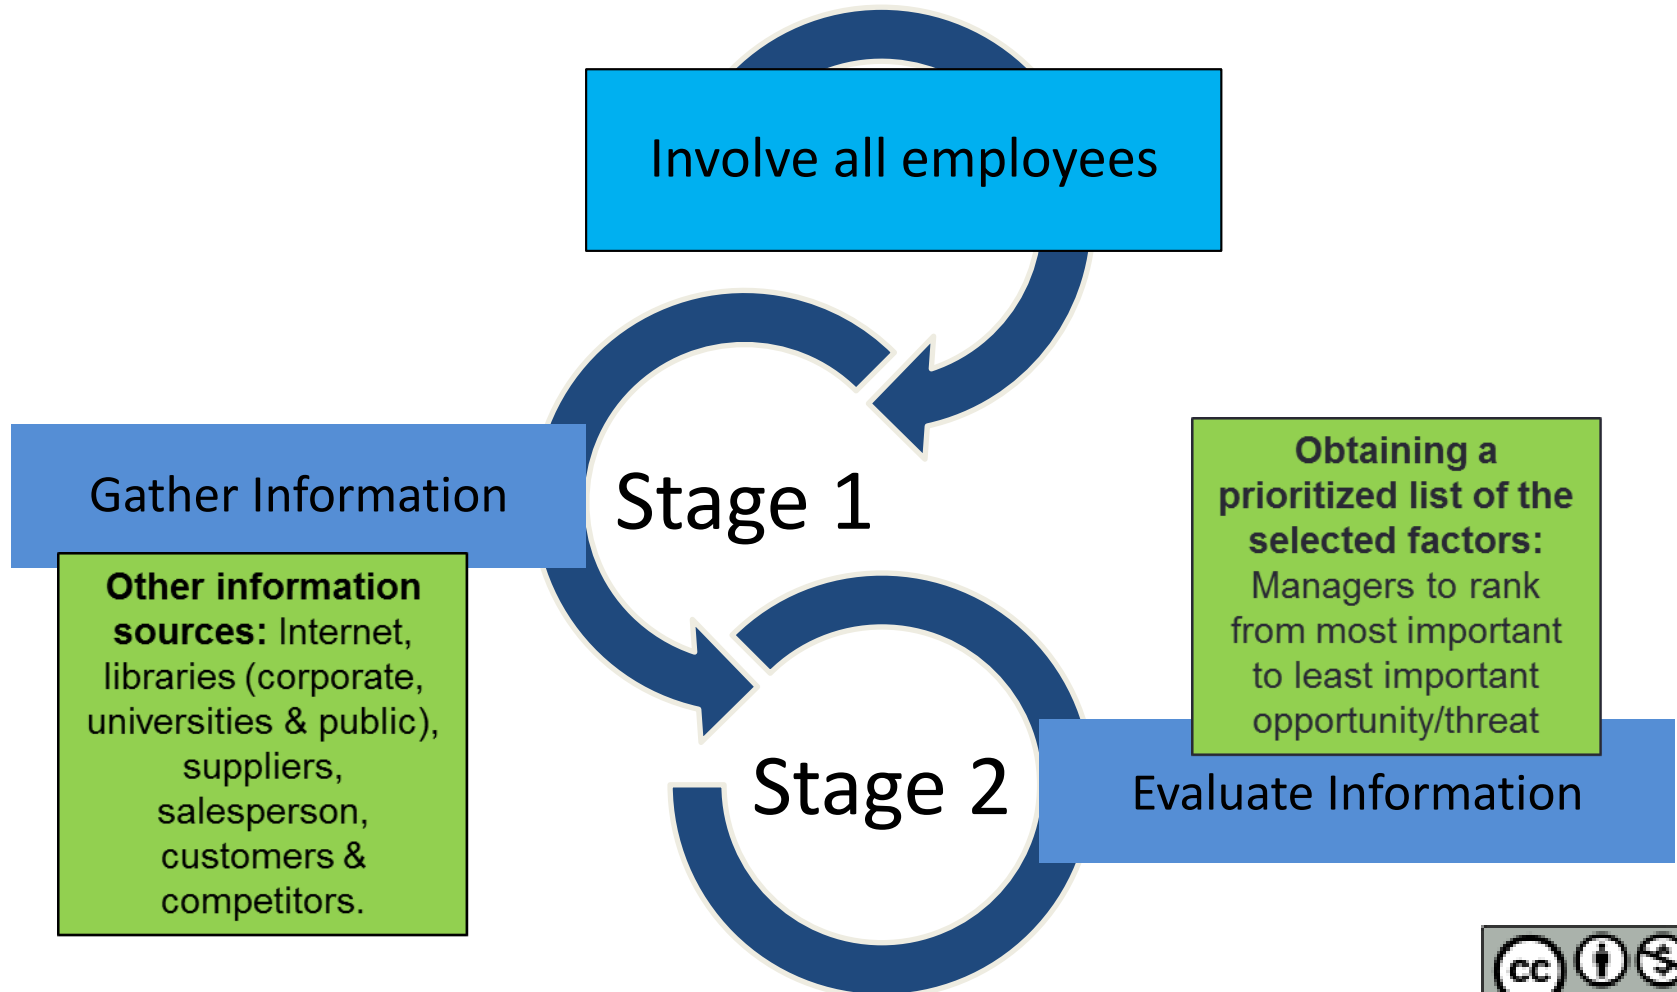 Involve all employees
Gather Information
Stage 1
Other information
sources: Internet,
libraries (corporate,
universities & public),
suppliers,
salesperson,
customers &
competitors.
Obtaining a
prioritized list of the
selected factors:
Managers to rank
from most important
to least important
opportunity/threat
Stage 2
Evaluate Information
cc